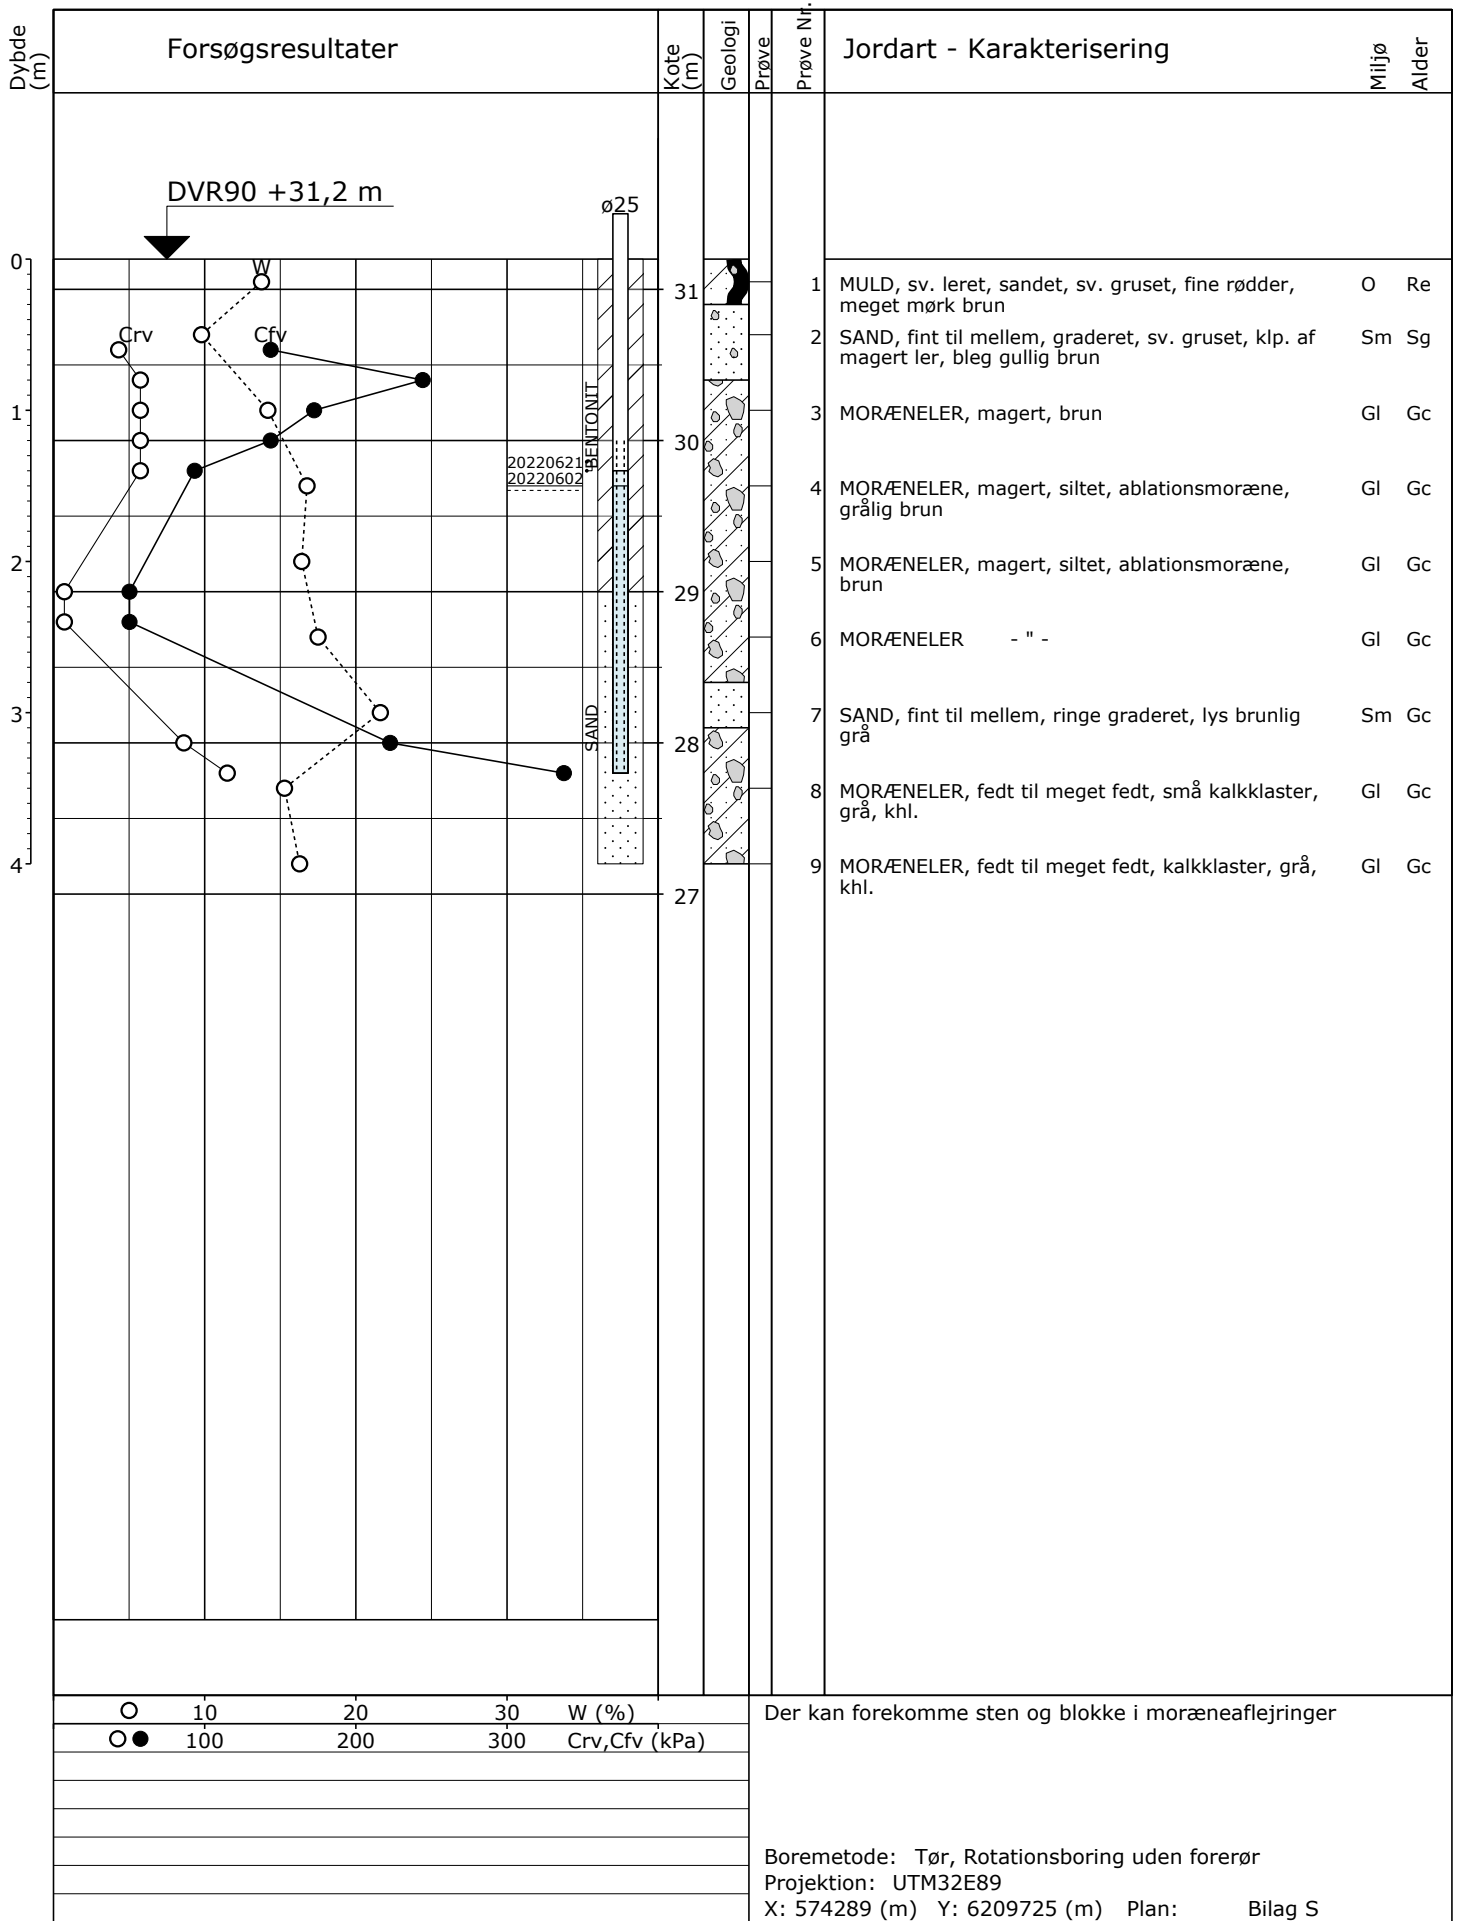 Dybde
(m)
Forsøgsresultater
Kote
(m)
Geologi
Prøve
Prøve Nr.
Jordart - Karakterisering
Miljø
Alder
DVR90 +31,2 m
ø25
0
W
31
1 MULD, sv. leret, sandet, sv. gruset, fine rødder,
meget mørk brun
O Re
Crv
Cfv
2 SAND, fint til mellem, graderet, sv. gruset, klp. af
magert ler, bleg gullig brun
Sm Sg
1
BENTONIT
3 MORÆNELER, magert, brun
Gl Gc
30
20220621
20220602
4 MORÆNELER, magert, siltet, ablationsmoræne,
grålig brun
Gl Gc
2
5 MORÆNELER, magert, siltet, ablationsmoræne,
brun
Gl Gc
29
6 MORÆNELER - " -
Gl Gc
3
SAND
7 SAND, fint til mellem, ringe graderet, lys brunlig
grå
Sm Gc
28
8 MORÆNELER, fedt til meget fedt, små kalkklaster,
grå, khl.
Gl Gc
4
9 MORÆNELER, fedt til meget fedt, kalkklaster, grå,
khl.
Gl Gc
27
10 20 30 W (%)
100 200 300 Crv,Cfv (kPa)
Der kan forekomme sten og blokke i moræneaflejringer
Boremetode: Tør, Rotationsboring uden forerør
Projektion: UTM32E89
X: 574289 (m) Y: 6209725 (m) Plan: Bilag S